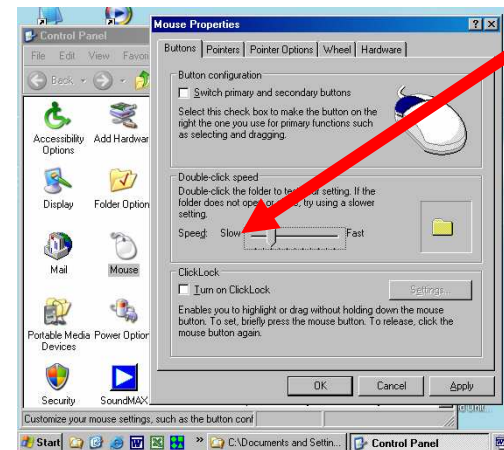 Control Panel
File Edit View Favori
Back
Accessibility Options
Add Hardwar
Display
Folder Option
Mail
Mouse
Portable Media Devices
Power Option
Security
SoundMAX
Customize your mouse settings, such as the button conf
Mouse Properties
Buttons Pointers Pointer Options Wheel Hardware
Button configuration
Switch primary and secondary buttons
Select this check box to make the button on the
right the one you use for primary functions such
as selecting and dragging.
Double-click speed
Double-click the folder to test setting. If the
folder does not open, try using a slower
setting.
Speed: Slow Fast
ClickLock
Turn on ClickLock
Settings...
Enables you to highlight or drag without holding down the mouse
button. To set, briefly press the mouse button. To release, click the
mouse button again.
OK Cancel Apply
Start » C:\Documents and Settin... Control Panel